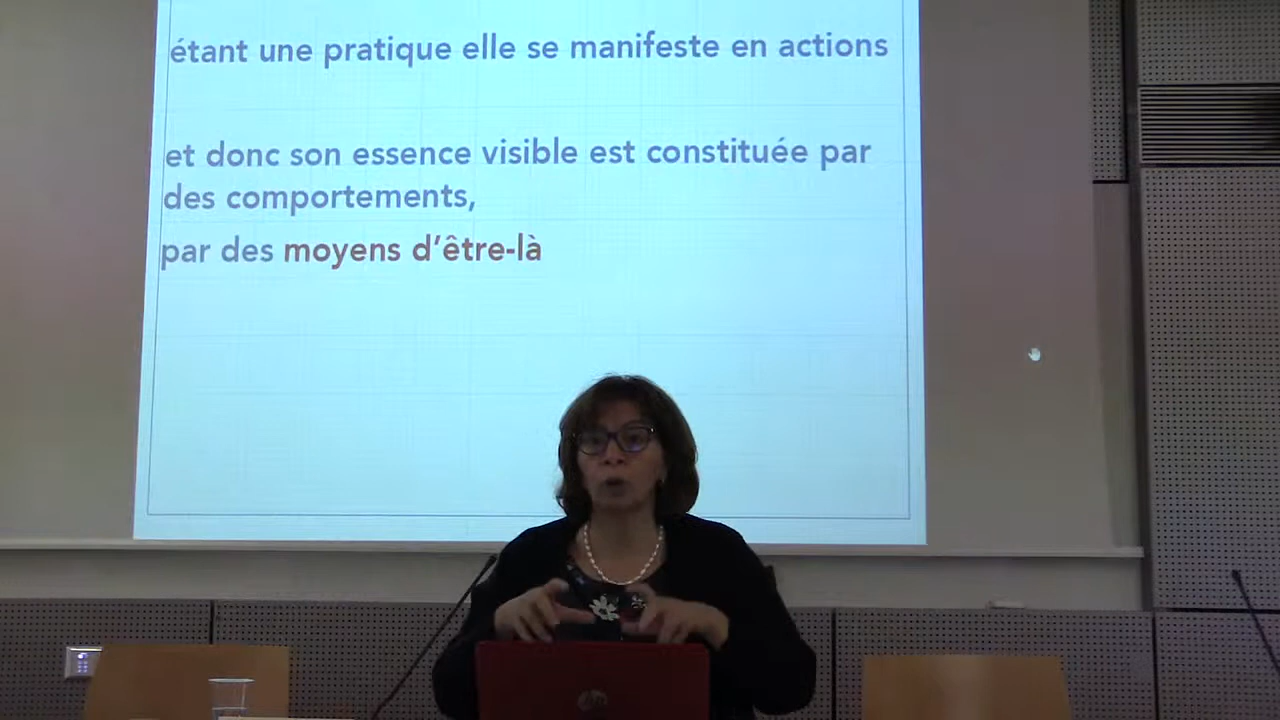 étant une pratique elle se manifeste en actions
et donc son essence visible est constituée par
des comportements,
par des moyens d'être-là
hp